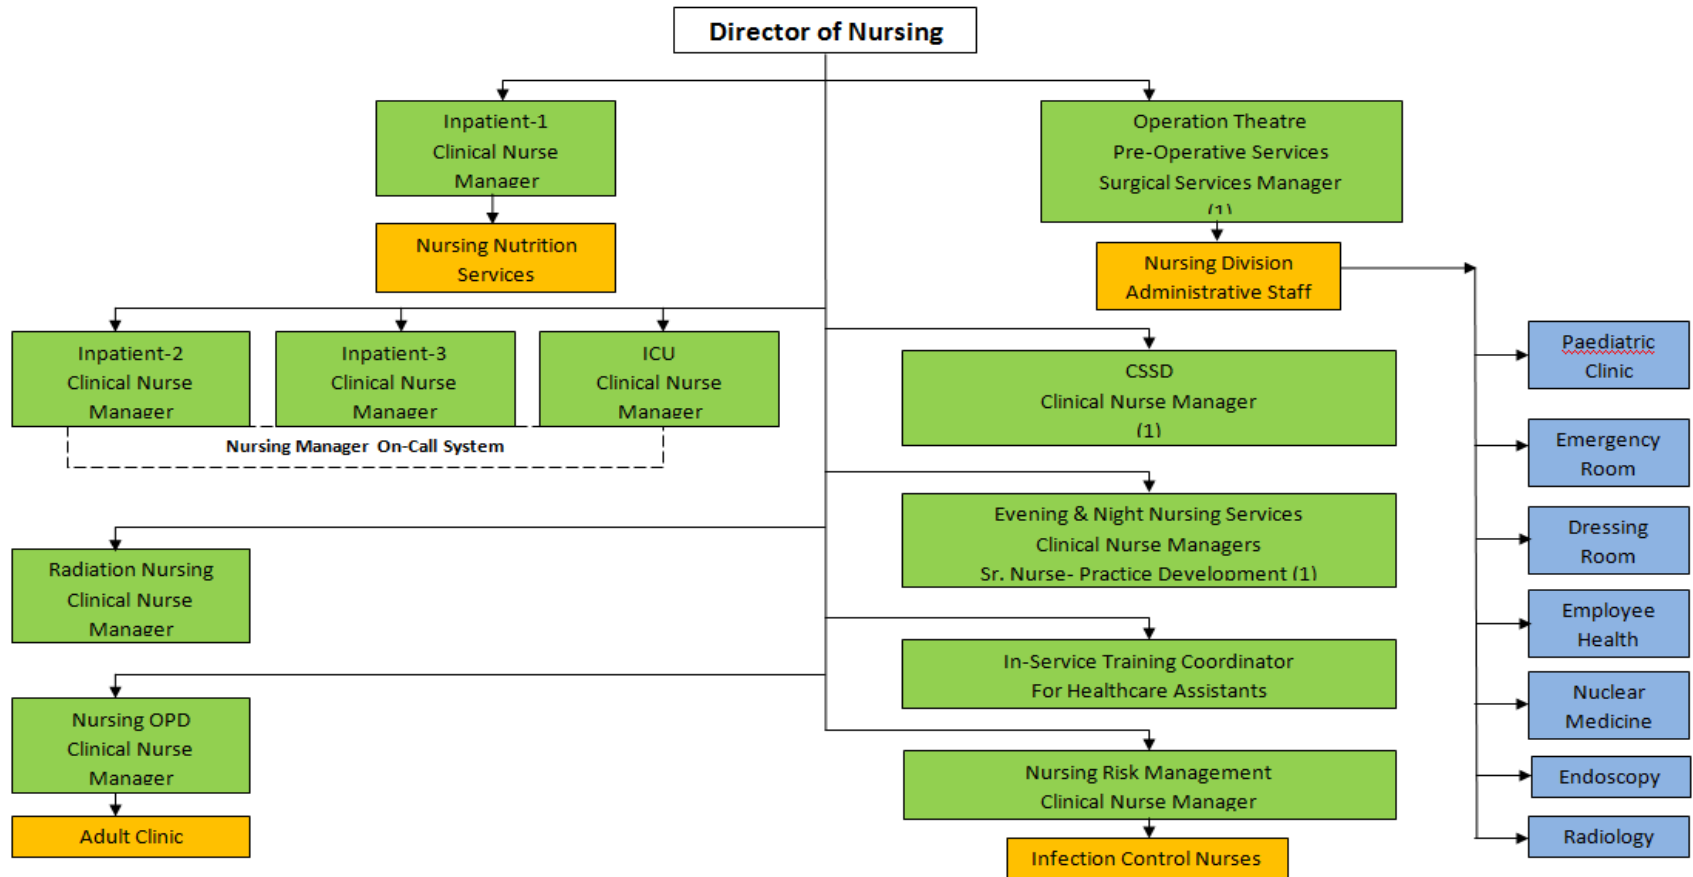 Director of Nursing
Inpatient-1
Clinical Nurse
Manager
Operation Theatre
Pre-Operative Services
Surgical Services Manager
(1)
Nursing Nutrition
Services
Nursing Division
Administrative Staff
Inpatient-2
Clinical Nurse
Manager
Inpatient-3
Clinical Nurse
Manager
ICU
Clinical Nurse
Manager
Nursing Manager On-Call System
CSSD
Clinical Nurse Manager
(1)
Evening & Night Nursing Services
Clinical Nurse Managers
Sr. Nurse- Practice Development (1)
Radiation Nursing
Clinical Nurse
Manager
In-Service Training Coordinator
For Healthcare Assistants
Nursing OPD
Clinical Nurse
Manager
Adult Clinic
Nursing Risk Management
Clinical Nurse Manager
Infection Control Nurses
Paediatric
Clinic
Emergency
Room
Dressing
Room
Employee
Health
Nuclear
Medicine
Endoscopy
Radiology